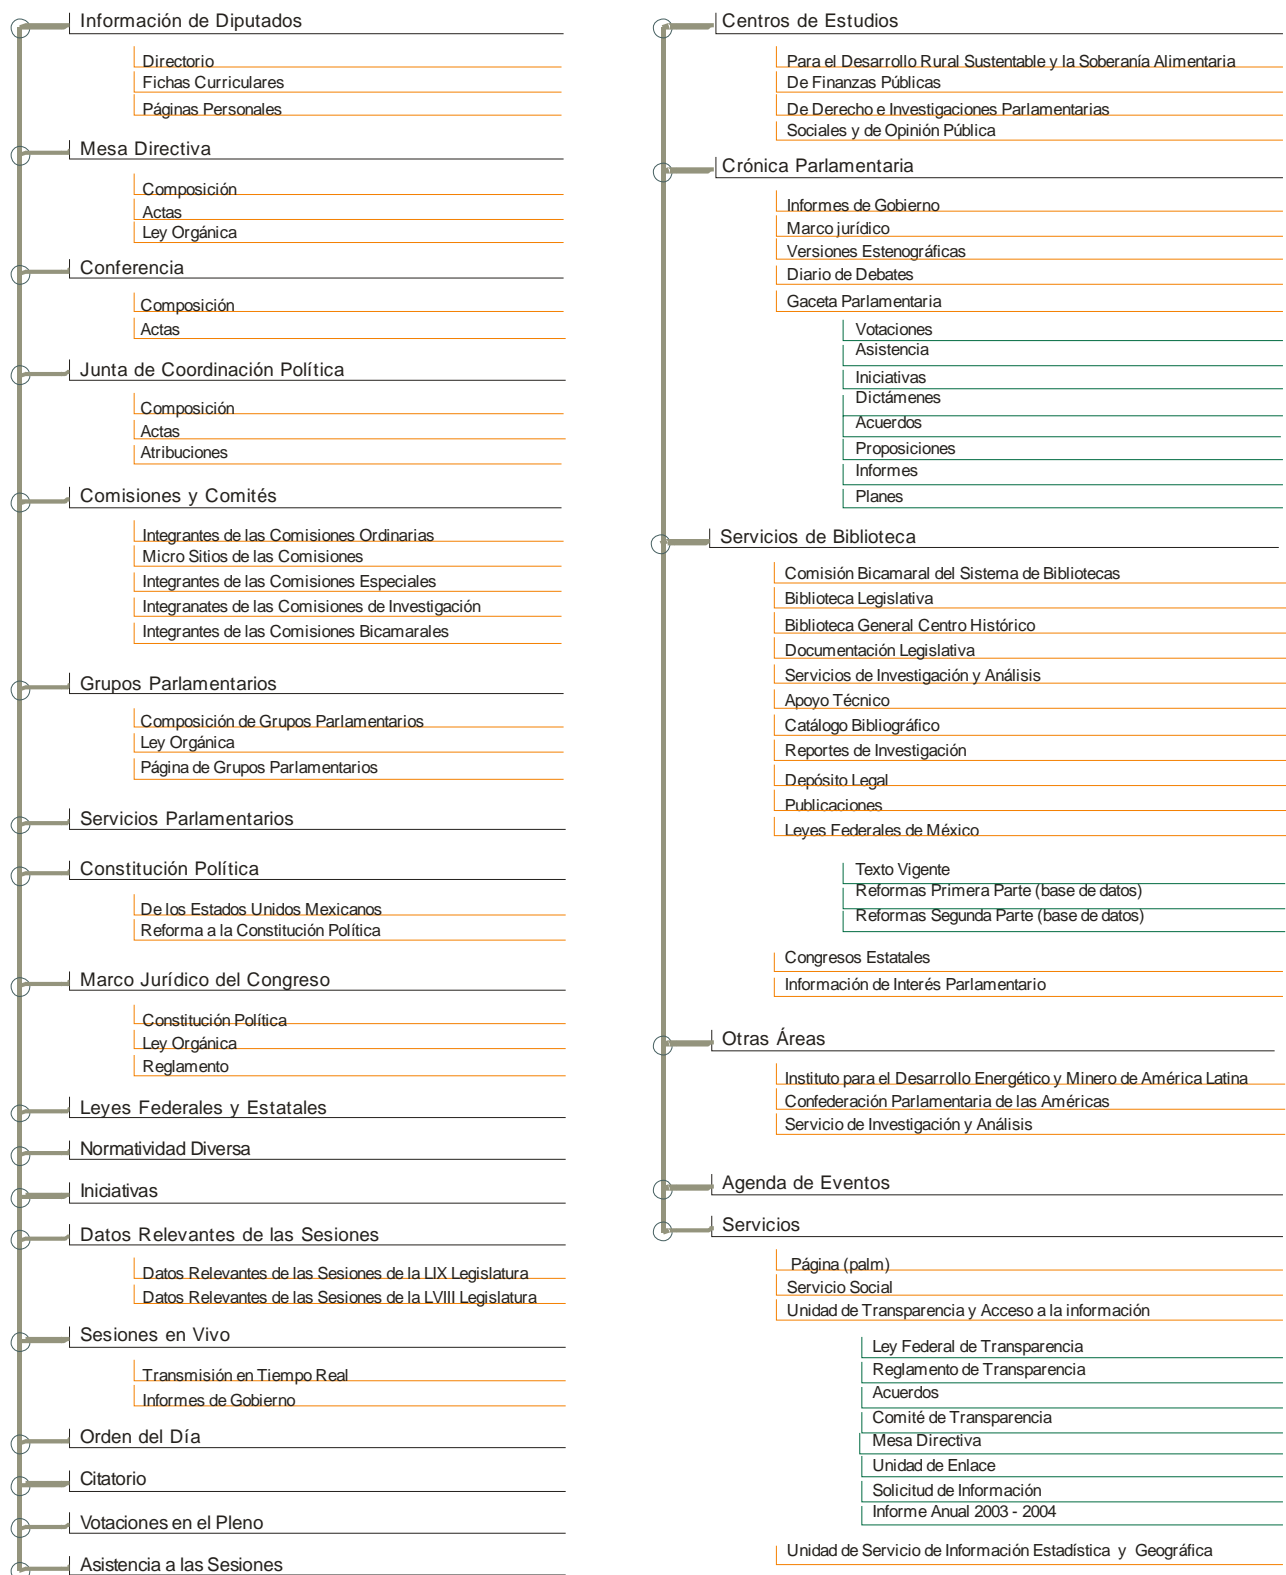 Información de Diputados
Directorio
Fichas Curriculares
Páginas Personales
Mesa Directiva
Composición
Actas
Ley Orgánica
Conferencia
Composición
Actas
Junta de Coordinación Política
Composición
Actas
Atribuciones
Comisiones y Comités
Integrantes de las Comisiones Ordinarias
Micro Sitios de las Comisiones
Integrantes de las Comisiones Especiales
Integranates de las Comisiones de Investigación
Integrantes de las Comisiones Bicamarales
Grupos Parlamentarios
Composición de Grupos Parlamentarios
Ley Orgánica
Página de Grupos Parlamentarios
Servicios Parlamentarios
Constitución Política
De los Estados Unidos Mexicanos
Reforma a la Constitución Política
Marco Jurídico del Congreso
Constitución Política
Ley Orgánica
Reglamento
Leyes Federales y Estatales
Normatividad Diversa
Iniciativas
Datos Relevantes de las Sesiones
Datos Relevantes de las Sesiones de la LIX Legislatura
Datos Relevantes de las Sesiones de la LVIII Legislatura
Sesiones en Vivo
Transmisión en Tiempo Real
Informes de Gobierno
Orden del Día
Citatorio
Votaciones en el Pleno
Asistencia a las Sesiones
Centros de Estudios
Para el Desarrollo Rural Sustentable y la Soberanía Alimentaria
De Finanzas Públicas
De Derecho e Investigaciones Parlamentarias
Sociales y de Opinión Pública
Crónica Parlamentaria
Informes de Gobierno
Marco jurídico
Versiones Estenográficas
Diario de Debates
Gaceta Parlamentaria
Votaciones
Asistencia
Iniciativas
Dictámenes
Acuerdos
Proposiciones
Informes
Planes
Servicios de Biblioteca
Comisión Bicamaral del Sistema de Bibliotecas
Biblioteca Legislativa
Biblioteca General Centro Histórico
Documentación Legislativa
Servicios de Investigación y Análisis
Apoyo Técnico
Catálogo Bibliográfico
Reportes de Investigación
Depósito Legal
Publicaciones
Leyes Federales de México
Texto Vigente
Reformas Primera Parte (base de datos)
Reformas Segunda Parte (base de datos)
Congresos Estatales
Información de Interés Parlamentario
Otras Áreas
Instituto para el Desarrollo Energético y Minero de América Latina
Confederación Parlamentaria de las Américas
Servicio de Investigación y Análisis
Agenda de Eventos
Servicios
Página (palm)
Servicio Social
Unidad de Transparencia y Acceso a la información
Ley Federal de Transparencia
Reglamento de Transparencia
Acuerdos
Comité de Transparencia
Mesa Directiva
Unidad de Enlace
Solicitud de Información
Informe Anual 2003 - 2004
Unidad de Servicio de Información Estadística y Geográfica